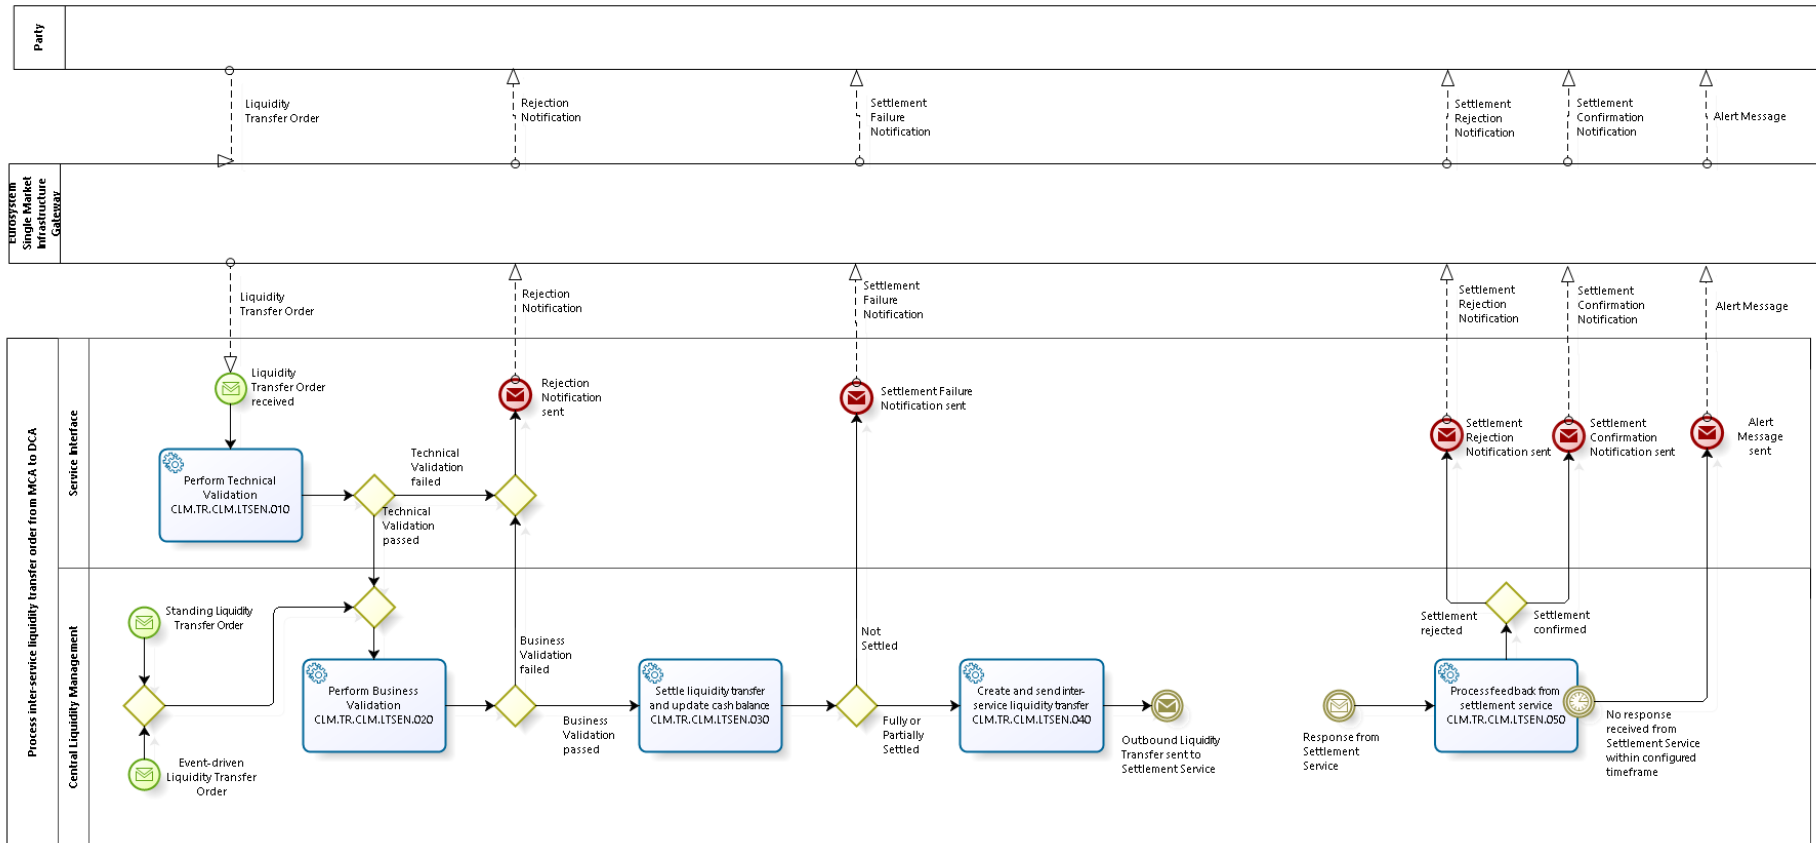 Party
Liquidity
Transfer Order
Rejection
Notification
Settlement
Failure
Notification
Settlement
Rejection
Notification
Settlement
Confirmation
Notification
Alert Message
Eurosystem
Single Market
Infrastructure
Gateway
Liquidity
Transfer Order
Rejection
Notification
Settlement
Failure
Notification
Settlement
Rejection
Notification
Settlement
Confirmation
Notification
Alert Message
Process inter-service liquidity transfer order from MCA to DCA
Service Interface
Liquidity
Transfer Order
received
Rejection
Notification
sent
Settlement Failure
Notification sent
Settlement
Rejection
Notification sent
Settlement
Confirmation
Notification sent
Alert
Message
sent
Perform Technical
Validation
CLM.TR.CLM.LTSEN.010
Technical
Validation
failed
Technical
Validation
passed
Central Liquidity Management
Standing Liquidity
Transfer Order
Event-driven
Liquidity Transfer
Order
Perform Business
Validation
CLM.TR.CLM.LTSEN.020
Business
Validation
failed
Business
Validation
passed
Settle liquidity transfer
and update cash balance
CLM.TR.CLM.LTSEN.030
Not
Settled
Fully or
Partially
Settled
Create and send inter-
service liquidity transfer
CLM.TR.CLM.LTSEN.040
Outbound Liquidity
Transfer sent to
Settlement Service
Response from
Settlement
Service
Settlement
rejected
Settlement
confirmed
Process feedback from
settlement service
CLM.TR.CLM.LTSEN.050
No response
received from
Settlement Service
within configured
timeframe